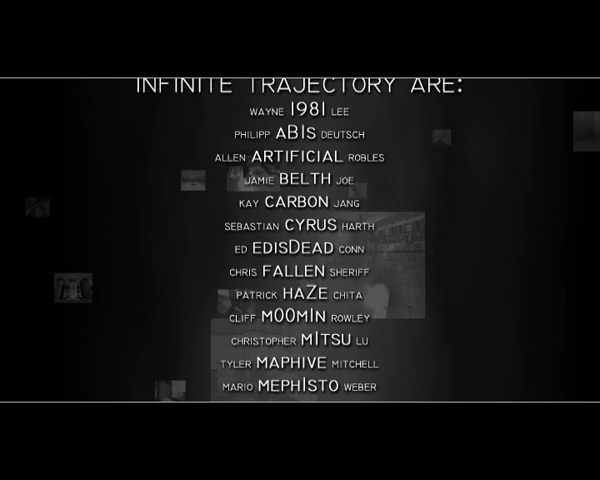 INFINITE TRAJECTORY ARE:
WAYNE 1981 LEE
PHILIPP aBIs DEUTSCH
ALLEN ARTIFICIAL ROBLES
JAMIE BELTH JOE
KAY CARBON JANG
SEBASTIAN CYRUS HARTH
ED EDISDEAD CONN
CHRIS FALLEN SHERIFF
PATRICK HAZE CHITA
CLIFF M00MIN ROWLEY
CHRISTOPHER MITSU LU
TYLER MAPHIVE MITCHELL
MARIO MEPHISTO WEBER